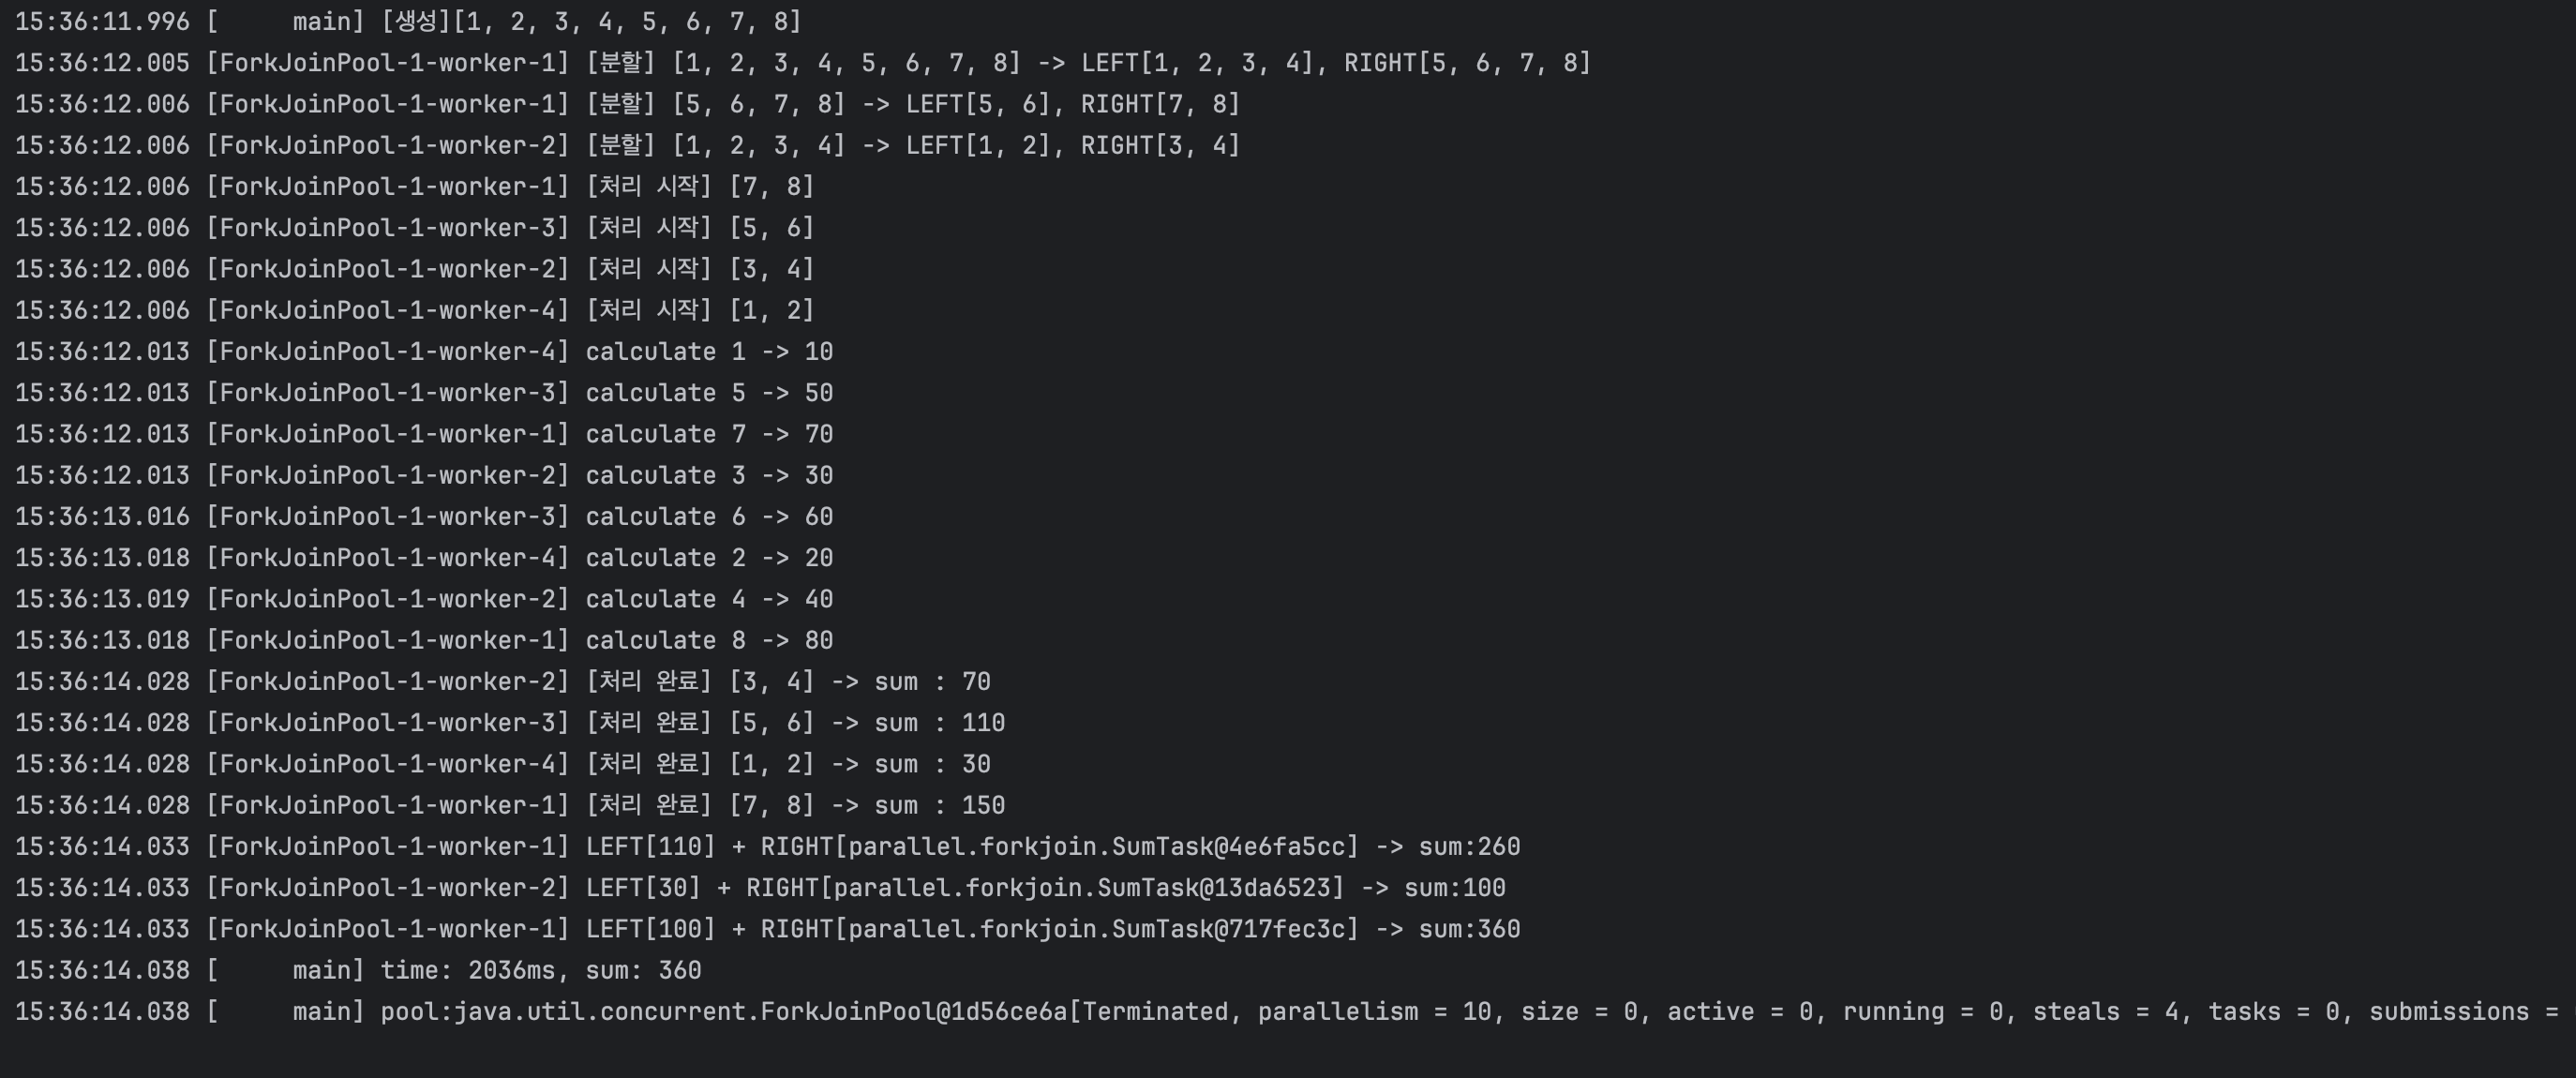 15:36:11.996 [     main] [생성][1, 2, 3, 4, 5, 6, 7, 8]
15:36:12.005 [ForkJoinPool-1-worker-1] [분할] [1, 2, 3, 4, 5, 6, 7, 8] -> LEFT[1, 2, 3, 4], RIGHT[5, 6, 7, 8]
15:36:12.006 [ForkJoinPool-1-worker-1] [분할] [5, 6, 7, 8] -> LEFT[5, 6], RIGHT[7, 8]
15:36:12.006 [ForkJoinPool-1-worker-2] [분할] [1, 2, 3, 4] -> LEFT[1, 2], RIGHT[3, 4]
15:36:12.006 [ForkJoinPool-1-worker-1] [처리 시작] [7, 8]
15:36:12.006 [ForkJoinPool-1-worker-3] [처리 시작] [5, 6]
15:36:12.006 [ForkJoinPool-1-worker-2] [처리 시작] [3, 4]
15:36:12.006 [ForkJoinPool-1-worker-4] [처리 시작] [1, 2]
15:36:12.013 [ForkJoinPool-1-worker-4] calculate 1 -> 10
15:36:12.013 [ForkJoinPool-1-worker-3] calculate 5 -> 50
15:36:12.013 [ForkJoinPool-1-worker-1] calculate 7 -> 70
15:36:12.013 [ForkJoinPool-1-worker-2] calculate 3 -> 30
15:36:13.016 [ForkJoinPool-1-worker-3] calculate 6 -> 60
15:36:13.018 [ForkJoinPool-1-worker-4] calculate 2 -> 20
15:36:13.019 [ForkJoinPool-1-worker-2] calculate 4 -> 40
15:36:13.018 [ForkJoinPool-1-worker-1] calculate 8 -> 80
15:36:14.028 [ForkJoinPool-1-worker-2] [처리 완료] [3, 4] -> sum : 70
15:36:14.028 [ForkJoinPool-1-worker-3] [처리 완료] [5, 6] -> sum : 110
15:36:14.028 [ForkJoinPool-1-worker-4] [처리 완료] [1, 2] -> sum : 30
15:36:14.028 [ForkJoinPool-1-worker-1] [처리 완료] [7, 8] -> sum : 150
15:36:14.033 [ForkJoinPool-1-worker-1] LEFT[110] + RIGHT[parallel.forkjoin.SumTask@4e6fa5cc] -> sum:260
15:36:14.033 [ForkJoinPool-1-worker-2] LEFT[30] + RIGHT[parallel.forkjoin.SumTask@13da6523] -> sum:100
15:36:14.033 [ForkJoinPool-1-worker-1] LEFT[100] + RIGHT[parallel.forkjoin.SumTask@717fec3c] -> sum:360
15:36:14.038 [     main] time: 2036ms, sum: 360
15:36:14.038 [     main] pool:java.util.concurrent.ForkJoinPool@1d56ce6a[Terminated, parallelism = 10, size = 0, active = 0, running = 0, steals = 4, tasks = 0, submissions =